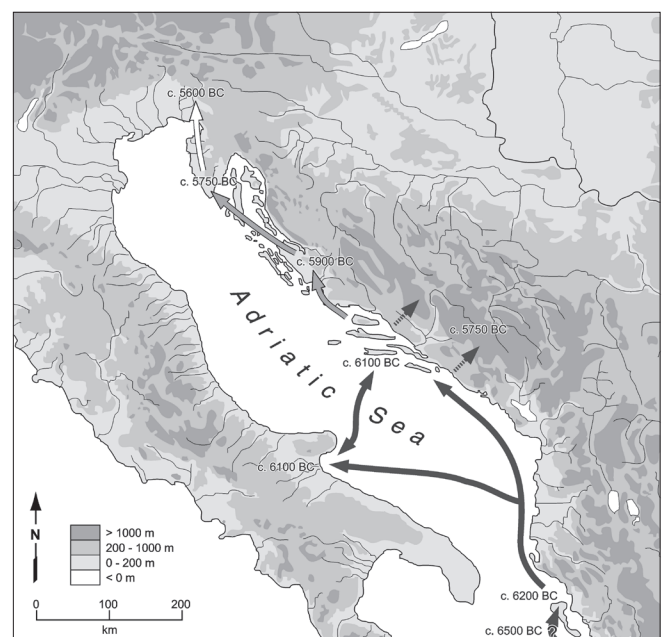 c. 5600 BC
c. 5750 BC
c. 5900 BC
Adriatic Sea
c. 5750 BC
c. 6100 BC
c. 6100 BC
N
> 1000 m
200 - 1000 m
0 - 200 m
< 0 m
c. 6200 BC
0 100 200
km
c. 6500 BC